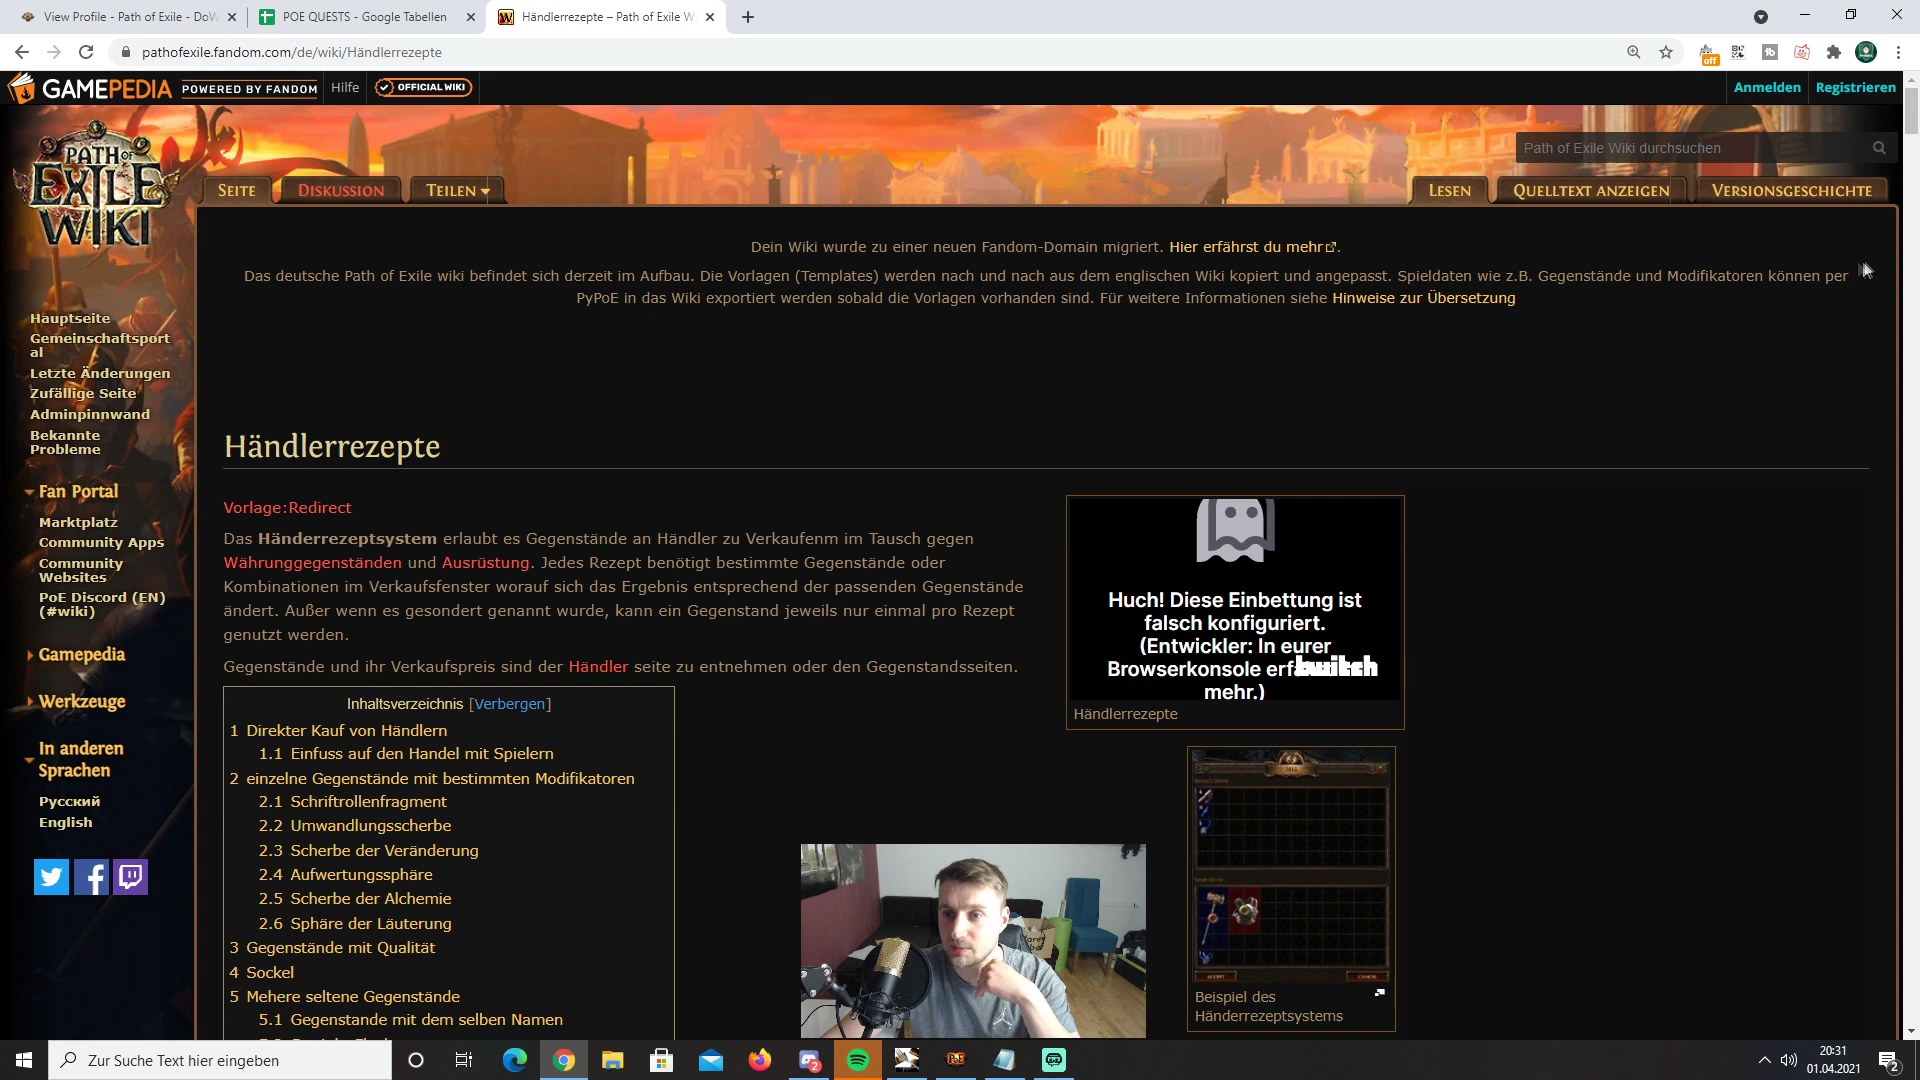 View Profile - Path of Exile - DoW
POE QUESTS - Google Tabellen
Händlerrezepte – Path of Exile W
pathofexile.fandom.com/de/wiki/Händlerrezepte
off
GAMEPEDIA
POWERED BY FANDOM
Hilfe
OFFICIAL WIKI
Anmelden
Registrieren
PATH OF
EXILE
WIKI
Path of Exile Wiki durchsuchen
SEITE
DISKUSSION
TEILEN
LESEN
QUELLTEXT ANZEIGEN
VERSIONSGESCHICHTE
Dein Wiki wurde zu einer neuen Fandom-Domain migriert. Hier erfährst du mehr.
Das deutsche Path of Exile wiki befindet sich derzeit im Aufbau. Die Vorlagen (Templates) werden nach und nach aus dem englischen Wiki kopiert und angepasst. Spieldaten wie z.B. Gegenstände und Modifikatoren können per
PyPoE in das Wiki exportiert werden sobald die Vorlagen vorhanden sind. Für weitere Informationen siehe Hinweise zur Übersetzung
Hauptseite
Gemeinschaftsport
al
Letzte Änderungen
Zufällige Seite
Adminpinnwand
Bekannte
Probleme
Fan Portal
Marktplatz
Community Apps
Community
Websites
PoE Discord (EN)
(#wiki)
Gamepedia
Werkzeuge
In anderen
Sprachen
Русский
English
Händlerrezepte
Vorlage:Redirect
Das Händerrezeptsystem erlaubt es Gegenstände an Händler zu Verkaufenm im Tausch gegen
Währunggegenständen und Ausrüstung. Jedes Rezept benötigt bestimmte Gegenstände oder
Kombinationen im Verkaufsfenster worauf sich das Ergebnis entsprechend der passenden Gegenstände
ändert. Außer wenn es gesondert genannt wurde, kann ein Gegenstand jeweils nur einmal pro Rezept
genutzt werden.
Gegenstände und ihr Verkaufspreis sind der Händler seite zu entnehmen oder den Gegenstandsseiten.
Inhaltsverzeichnis [Verbergen]
1 Direkter Kauf von Händlern
1.1 Einfuss auf den Handel mit Spielern
2 einzelne Gegenstände mit bestimmten Modifikatoren
2.1 Schriftrollenfragment
2.2 Umwandlungsscherbe
2.3 Scherbe der Veränderung
2.4 Aufwertungssphäre
2.5 Scherbe der Alchemie
2.6 Sphäre der Läuterung
3 Gegenstände mit Qualität
4 Sockel
5 Mehere seltene Gegenstände
5.1 Gegenstande mit dem selben Namen
Huch! Diese Einbettung ist
falsch konfiguriert.
(Entwickler: In eurer
Browserkonsole erf
twitch
mehr.)
Händlerrezepte
SELL
ACCEPT
CANCEL
Beispiel des
Händerrezeptsystems
Zur Suche Text hier eingeben
2
PoE
20:31
01.04.2021
2